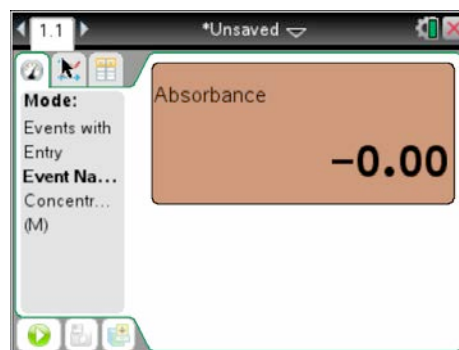 1.1
*Unsaved
Mode:
Events with
Entry
Event Na...
Concentr...
(M)
Absorbance
-0.00